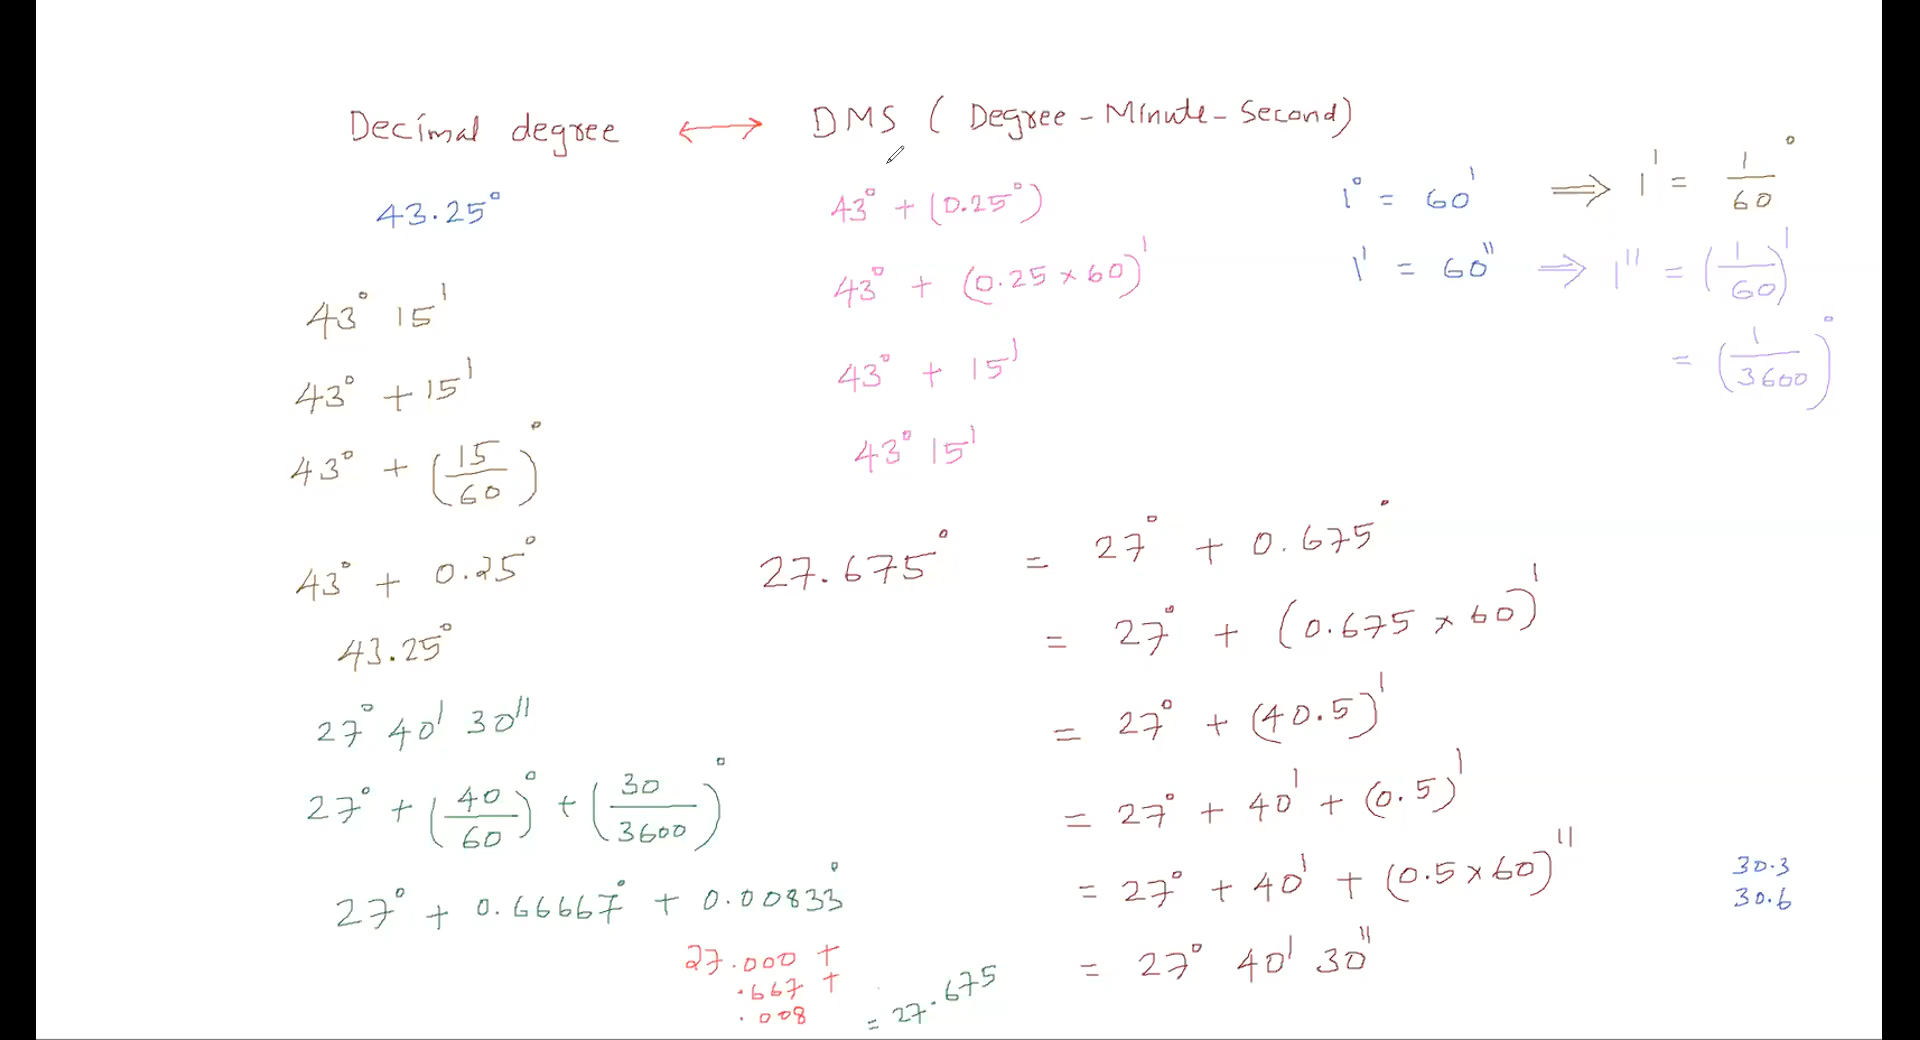 Decimal degree ⟷ DMS ( Degree - Minute - Second)
43.25°
43° 15'
43° + 15'
43° + (15/60)°
43° + 0.25°
43.25°
27° 40' 30"
27° + (40/60)° + (30/3600)°
27° + 0.66667° + 0.00833°
27.000 +
.667 +
.008
= 27.675
43° + (0.25°)
43° + (0.25 × 60)'
43° + 15'
43° 15'
1° = 60' ⟹ 1' = 1/60°
1' = 60" ⟹ 1" = (1/60)'
= (1/3600)°
27.675° = 27° + 0.675°
= 27° + (0.675 × 60)'
= 27° + (40.5)'
= 27° + 40' + (0.5)'
= 27° + 40' + (0.5 × 60)"
= 27° 40' 30"
30.3
30.6